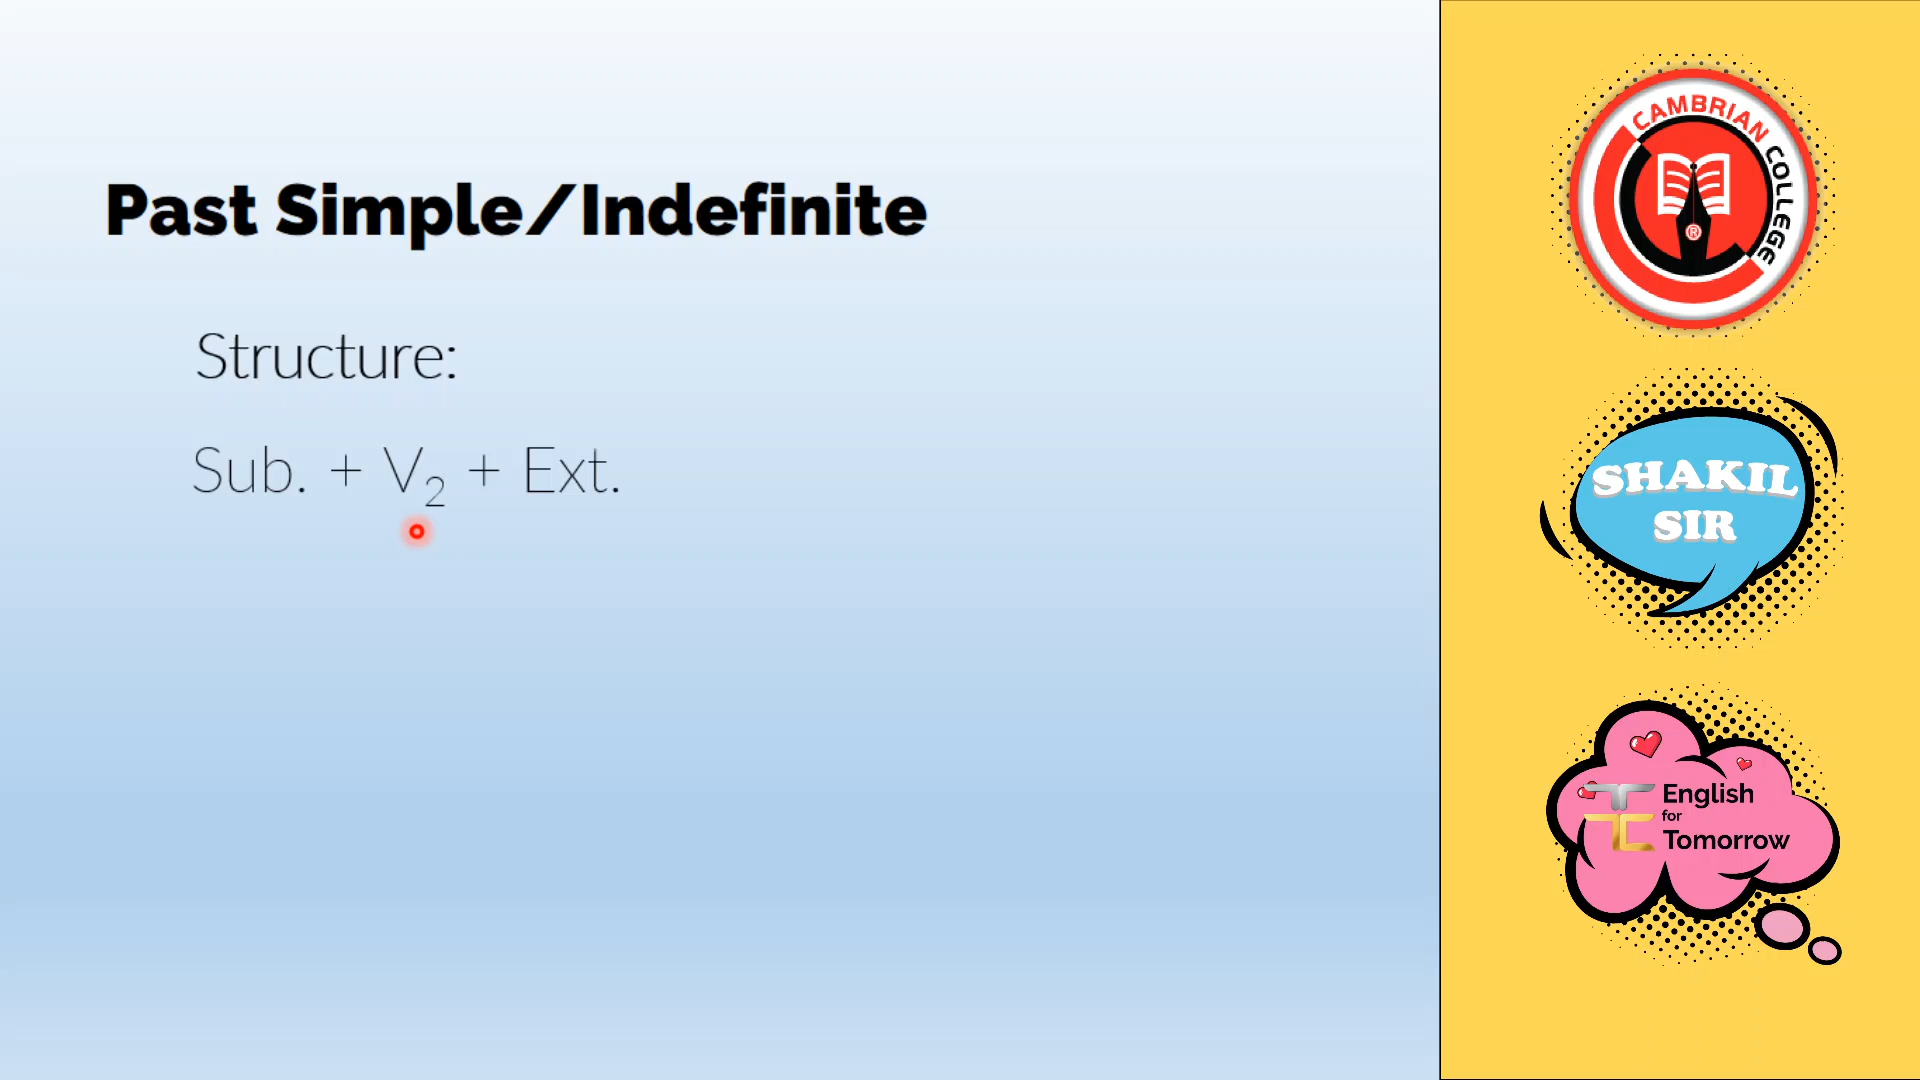 Past Simple/Indefinite
Structure:
Sub. + V₂ + Ext.
CAMBRIAN COLLEGE
®
SHAKIL
SIR
English
for
Tomorrow